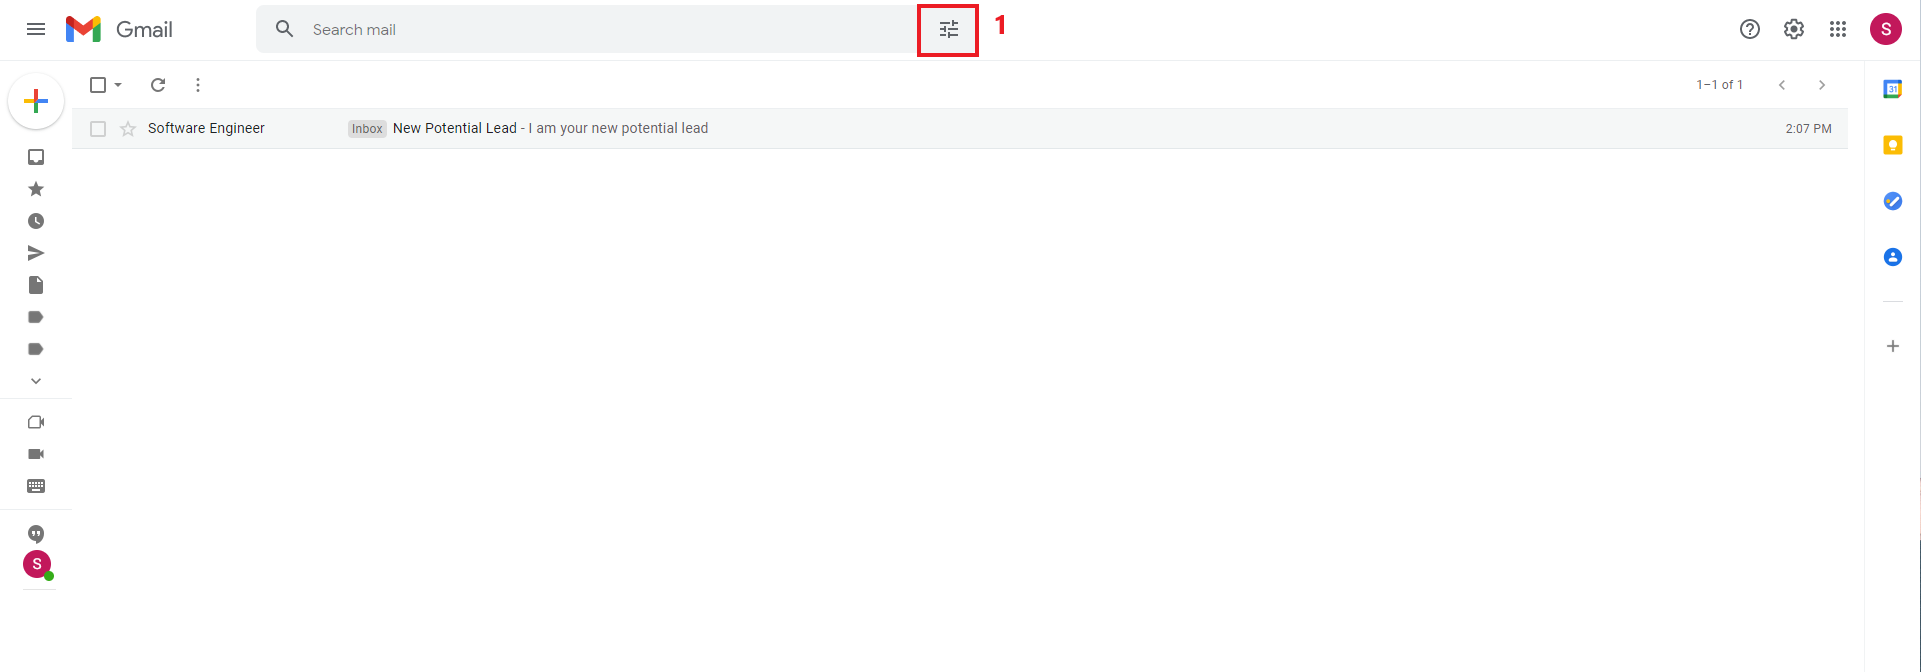 Gmail
Search mail
1
S
1–1 of 1
31
Software Engineer Inbox New Potential Lead - I am your new potential lead 2:07 PM
S